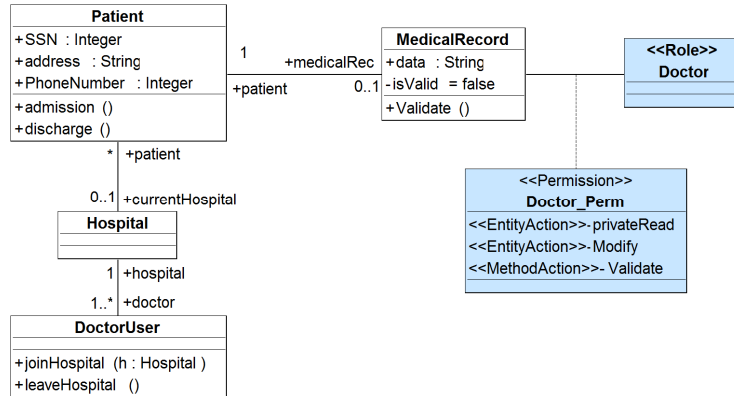 Patient
+SSN : Integer
+address : String
+PhoneNumber : Integer
+admission ()
+discharge ()
1
+patient
+medicalRec
0..1
MedicalRecord
+data : String
-isValid = false
+Validate ()
<<Role>>
Doctor
<<Permission>>
Doctor_Perm
<<EntityAction>>-privateRead
<<EntityAction>>-Modify
<<MethodAction>>- Validate
* +patient
0..1 +currentHospital
Hospital
1 +hospital
1..* +doctor
DoctorUser
+joinHospital (h : Hospital )
+leaveHospital ()